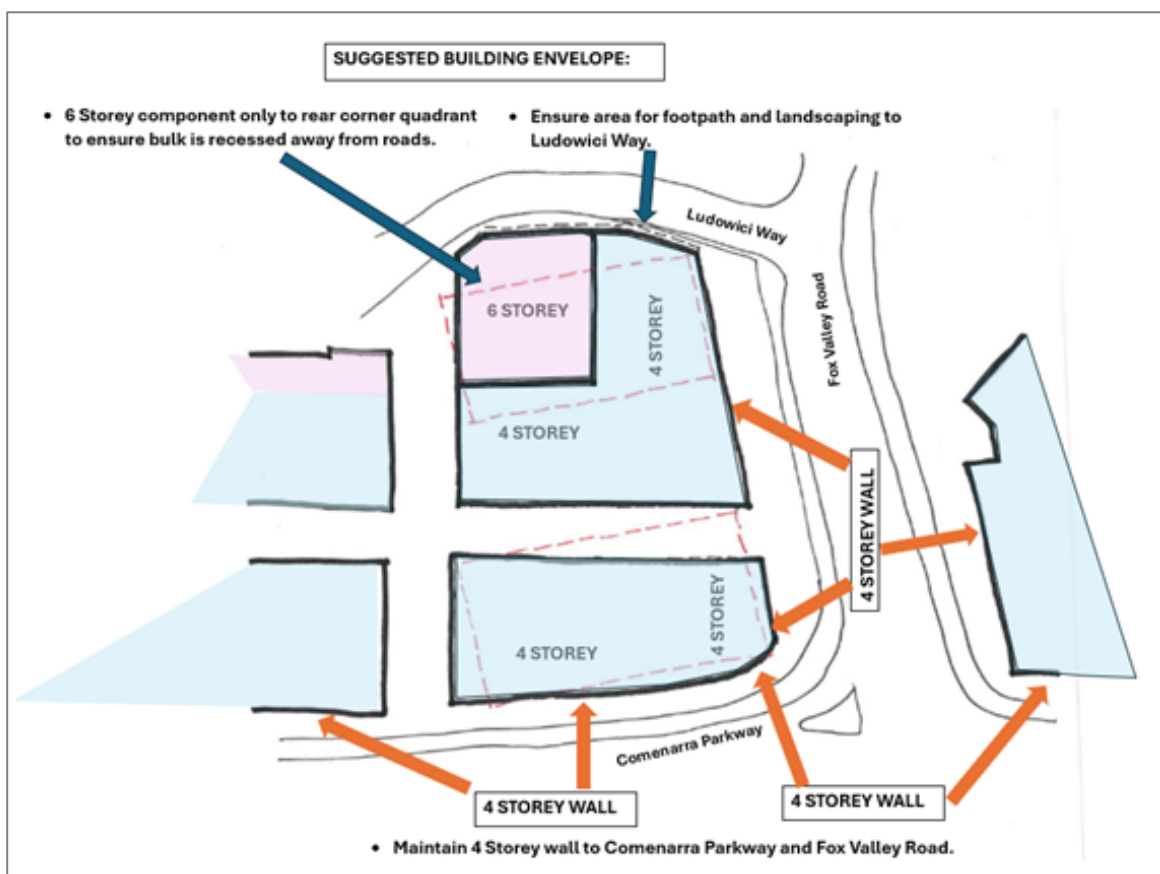 SUGGESTED BUILDING ENVELOPE:
• 6 Storey component only to rear corner quadrant
to ensure bulk is recessed away from roads.
• Ensure area for footpath and landscaping to
Ludowici Way.
Ludowici Way
Fox Valley Road
6 STOREY
4 STOREY
4 STOREY
4 STOREY WALL
4 STOREY
4 STOREY
Comenarra Parkway
4 STOREY WALL
4 STOREY WALL
• Maintain 4 Storey wall to Comenarra Parkway and Fox Valley Road.